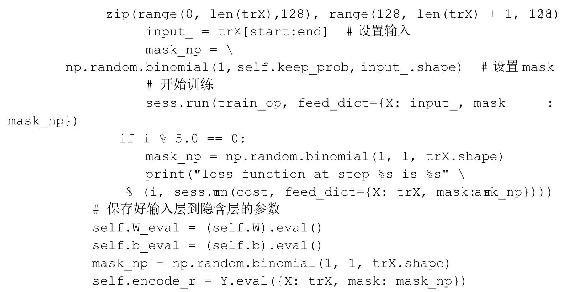 zip(range(0, len(trX),128), range(128, len(trX) + 1, 128)
input_ = trX[start:end] # 设置输入
mask_np = \
np.random.binomial(1, self.keep_prob, input_.shape) # 设置 mask
# 开始训练
sess.run(train_op, feed_dict={X: input_, mask :
mask_np})
if i % 5.0 == 0:
mask_np = np.random.binomial(1, 1, trX.shape)
print("loss function at step %s is %s" \
% (i, sess.run(cost, feed_dict={X: trX, mask:mask_np})))
# 保存好输入层到隐含层的参数
self.W_eval = (self.W).eval()
self.b_eval = (self.b).eval()
mask_np = np.random.binomial(1, 1, trX.shape)
self.encode_r = Y.eval({X: trX, mask: mask_np})